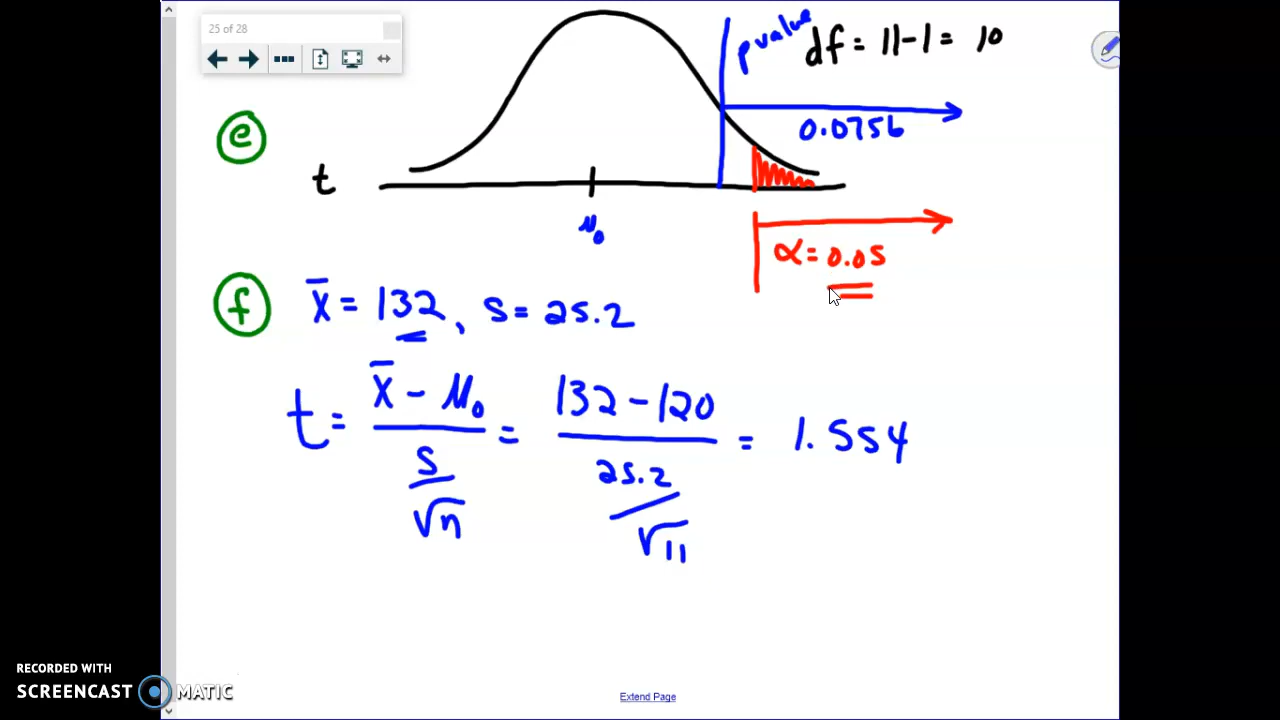 25 of 28
p value
df = 11-1 = 10
0.0756
e
t
μ₀
α = 0.05
f
x̄ = 132, s = 25.2
t = x̄ - μ₀ / s/√n = 132 - 120 / 25.2/√11 = 1.554
RECORDED WITH
SCREENCAST MATIC
Extend Page